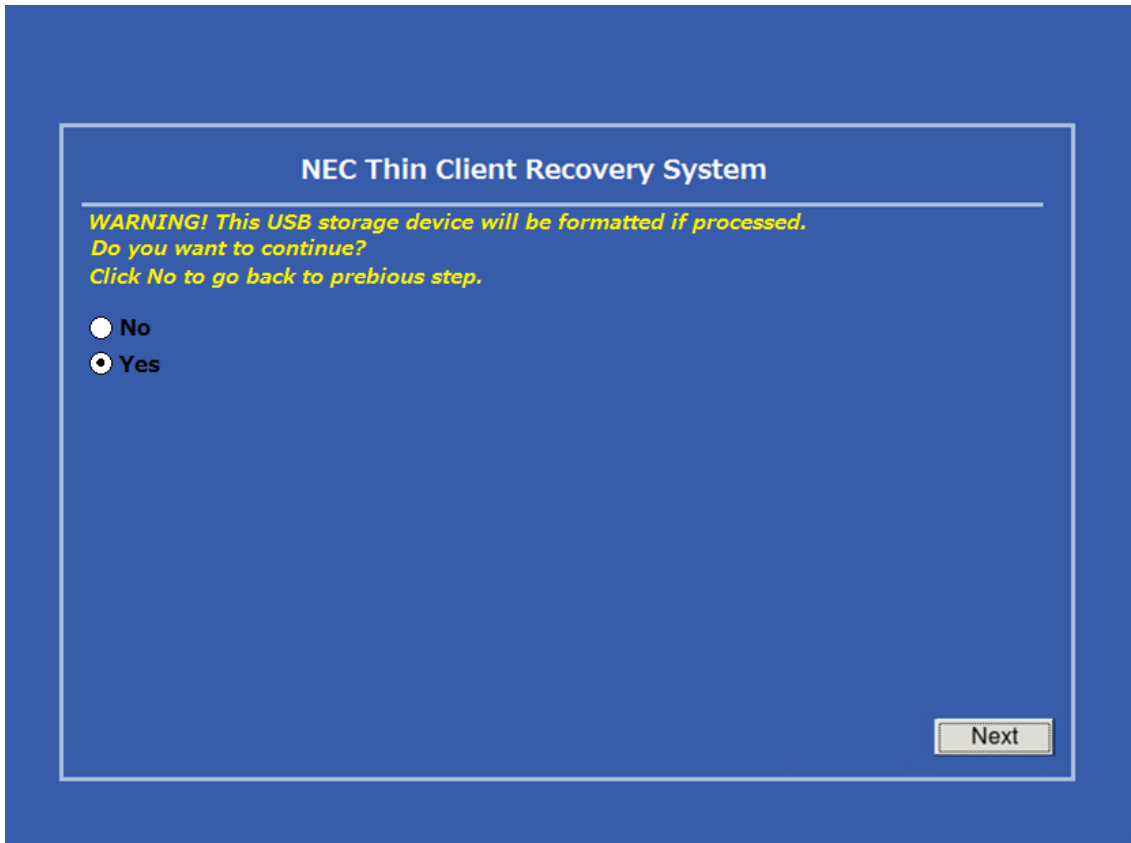 NEC Thin Client Recovery System
WARNING! This USB storage device will be formatted if processed.
Do you want to continue?
Click No to go back to prebious step.
No
Yes
Next